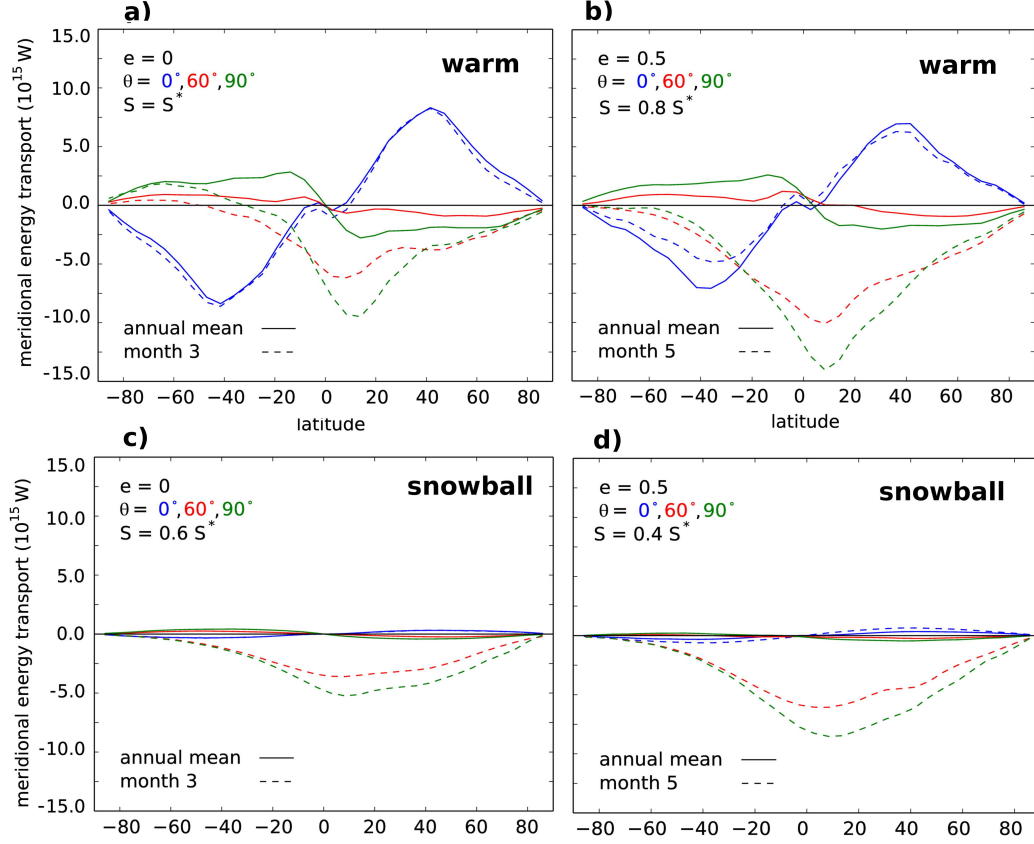 a)
meridional energy transport (10¹⁵ W)
15.0
10.0
5.0
0.0
-5.0
-10.0
-15.0
e = 0
θ = 0°,60°,90°
S = S*
warm
annual mean
month 3
−80 −60 −40 −20 0 20 40 60 80
latitude
b)
e = 0.5
θ = 0°,60°,90°
S = 0.8 S*
warm
annual mean
month 5
−80 −60 −40 −20 0 20 40 60 80
latitude
c)
meridional energy transport (10¹⁵ W)
15.0
10.0
5.0
0.0
-5.0
-10.0
-15.0
e = 0
θ = 0°,60°,90°
S = 0.6 S*
snowball
annual mean
month 3
−80 −60 −40 −20 0 20 40 60 80
d)
e = 0.5
θ = 0°,60°,90°
S = 0.4 S*
snowball
annual mean
month 5
−80 −60 −40 −20 0 20 40 60 80